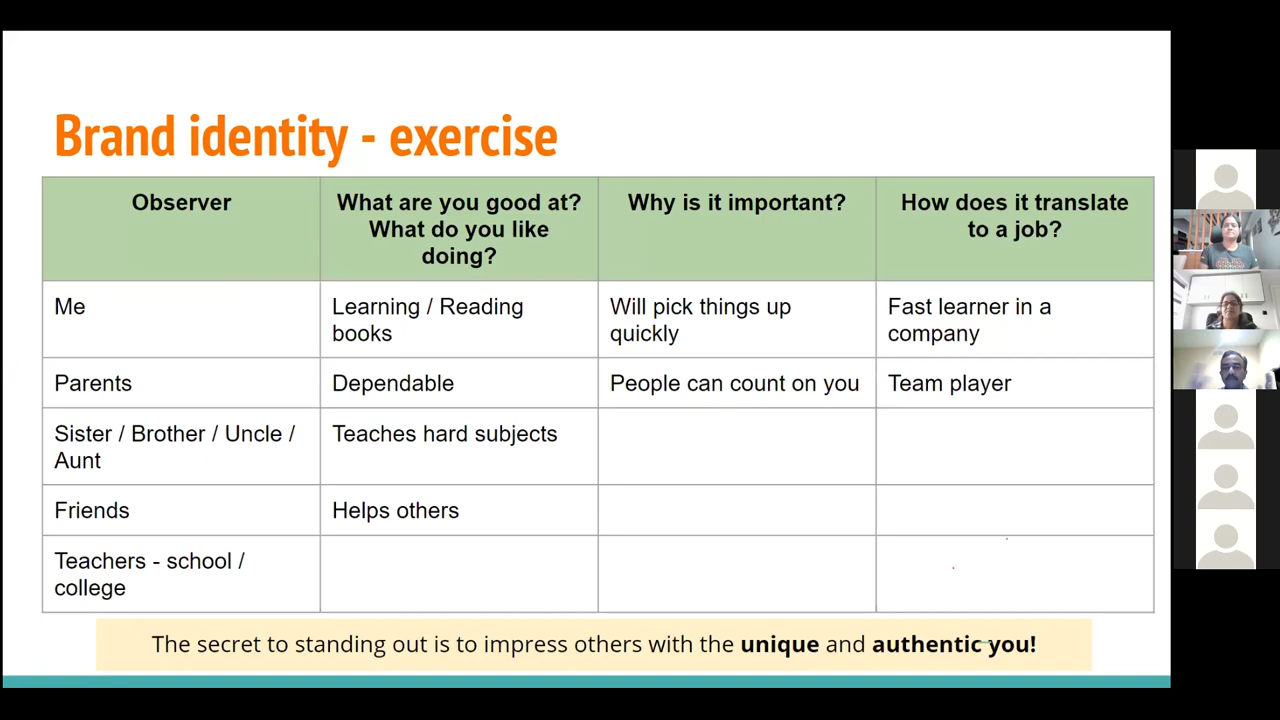 Brand identity - exercise
Observer
What are you good at?
What do you like
doing?
Why is it important?
How does it translate
to a job?
Me
Learning / Reading
books
Will pick things up
quickly
Fast learner in a
company
Parents
Dependable
People can count on you
Team player
Sister / Brother / Uncle /
Aunt
Teaches hard subjects
Friends
Helps others
Teachers - school /
college
The secret to standing out is to impress others with the unique and authentic you!